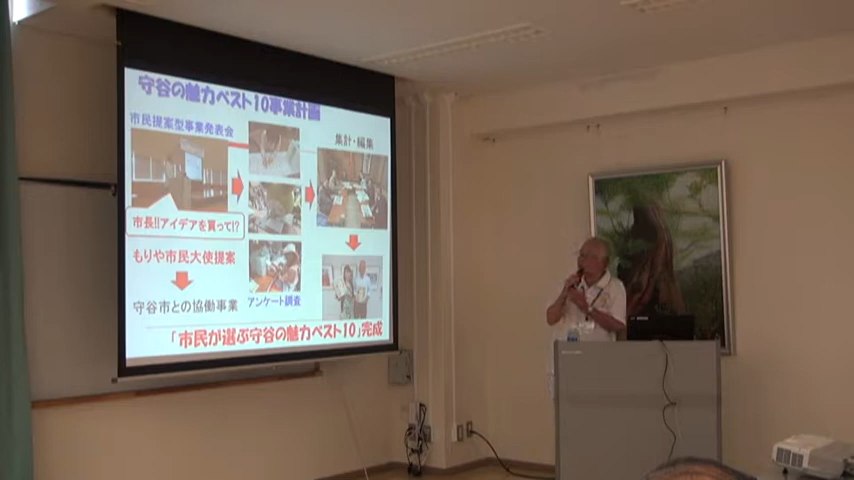 守谷の魅力ベスト10事業計画
市民提案型事業発表会
集計・編集
市長!!アイデアを買って!?
もりや市民大使提案
守谷市との協働事業
アンケート調査
「市民が選ぶ守谷の魅力ベスト10」完成